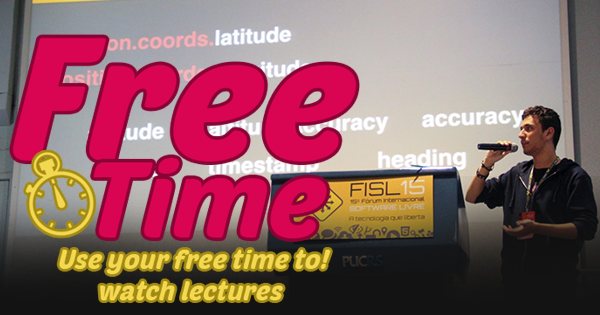 on.coords.latitude
Free
accuracy
accuracy
timestamp
heading
Time
FISL15
15º Fórum Internacional
SOFTWARE LIVRE
A tecnologia que liberta
PUCRS
Use your free time to!
watch lectures